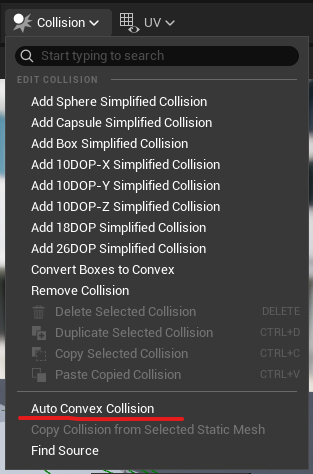 Collision UV
Start typing to search
EDIT COLLISION
Add Sphere Simplified Collision
Add Capsule Simplified Collision
Add Box Simplified Collision
Add 10DOP-X Simplified Collision
Add 10DOP-Y Simplified Collision
Add 10DOP-Z Simplified Collision
Add 18DOP Simplified Collision
Add 26DOP Simplified Collision
Convert Boxes to Convex
Remove Collision
Delete Selected Collision DELETE
Duplicate Selected Collision CTRL+D
Copy Selected Collision CTRL+C
Paste Copied Collision CTRL+V
Auto Convex Collision
Copy Collision from Selected Static Mesh
Find Source